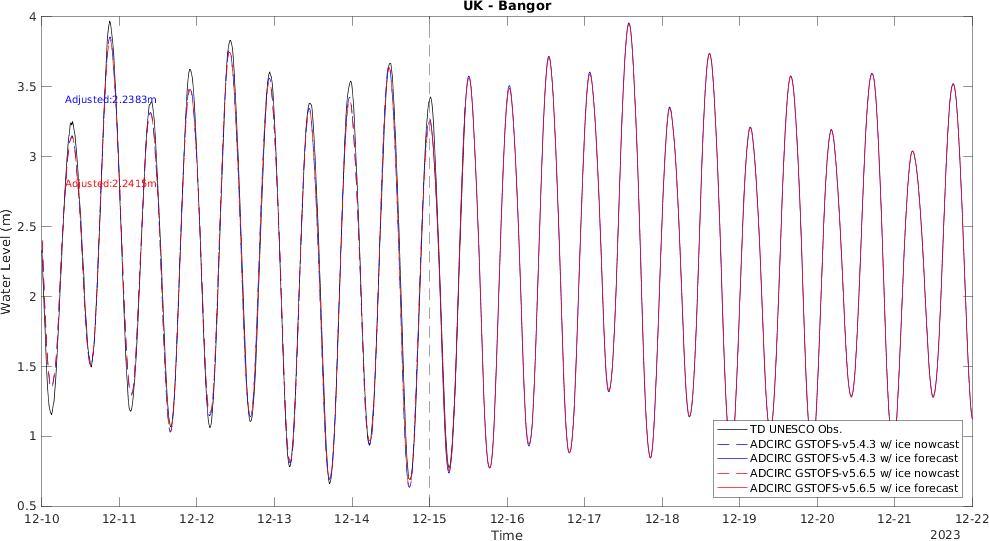 UK - Bangor
4
3.5
3
2.5
2
1.5
1
0.5
Water Level (m)
Adjusted:2.2383m
Adjusted:2.2415m
TD UNESCO Obs.
ADCIRC GSTOFS-v5.4.3 w/ ice nowcast
ADCIRC GSTOFS-v5.4.3 w/ ice forecast
ADCIRC GSTOFS-v5.6.5 w/ ice nowcast
ADCIRC GSTOFS-v5.6.5 w/ ice forecast
12-10 12-11 12-12 12-13 12-14 12-15 12-16 12-17 12-18 12-19 12-20 12-21 12-22
Time
2023